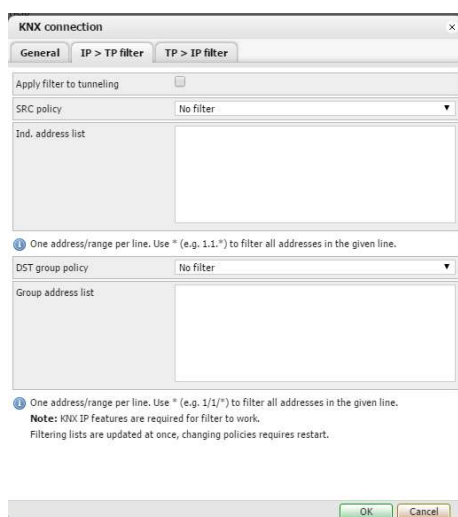 KNX connection
General IP > TP filter TP > IP filter
Apply filter to tunneling
SRC policy No filter
Ind. address list
One address/range per line. Use * (e.g. 1.1.*) to filter all addresses in the given line.
DST group policy No filter
Group address list
One address/range per line. Use * (e.g. 1/1/*) to filter all addresses in the given line.
Note: KNX IP features are required for filter to work.
Filtering lists are updated at once, changing policies requires restart.
OK Cancel